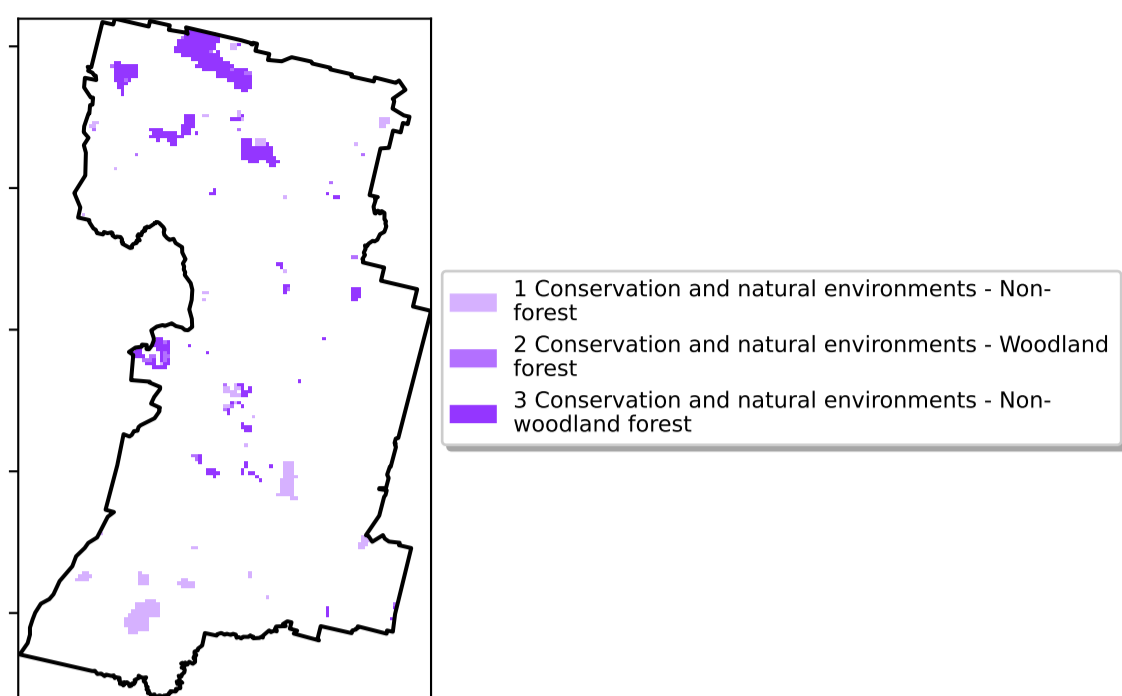 1 Conservation and natural environments - Non-
forest
2 Conservation and natural environments - Woodland
forest
3 Conservation and natural environments - Non-
woodland forest